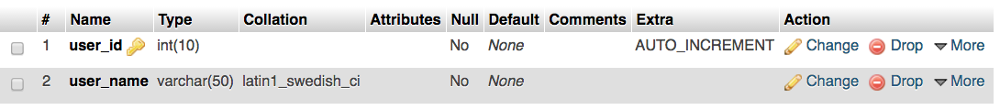 # Name Type Collation Attributes Null Default Comments Extra Action
1 user_id int(10) No None AUTO_INCREMENT Change Drop More
2 user_name varchar(50) latin1_swedish_ci No None Change Drop More